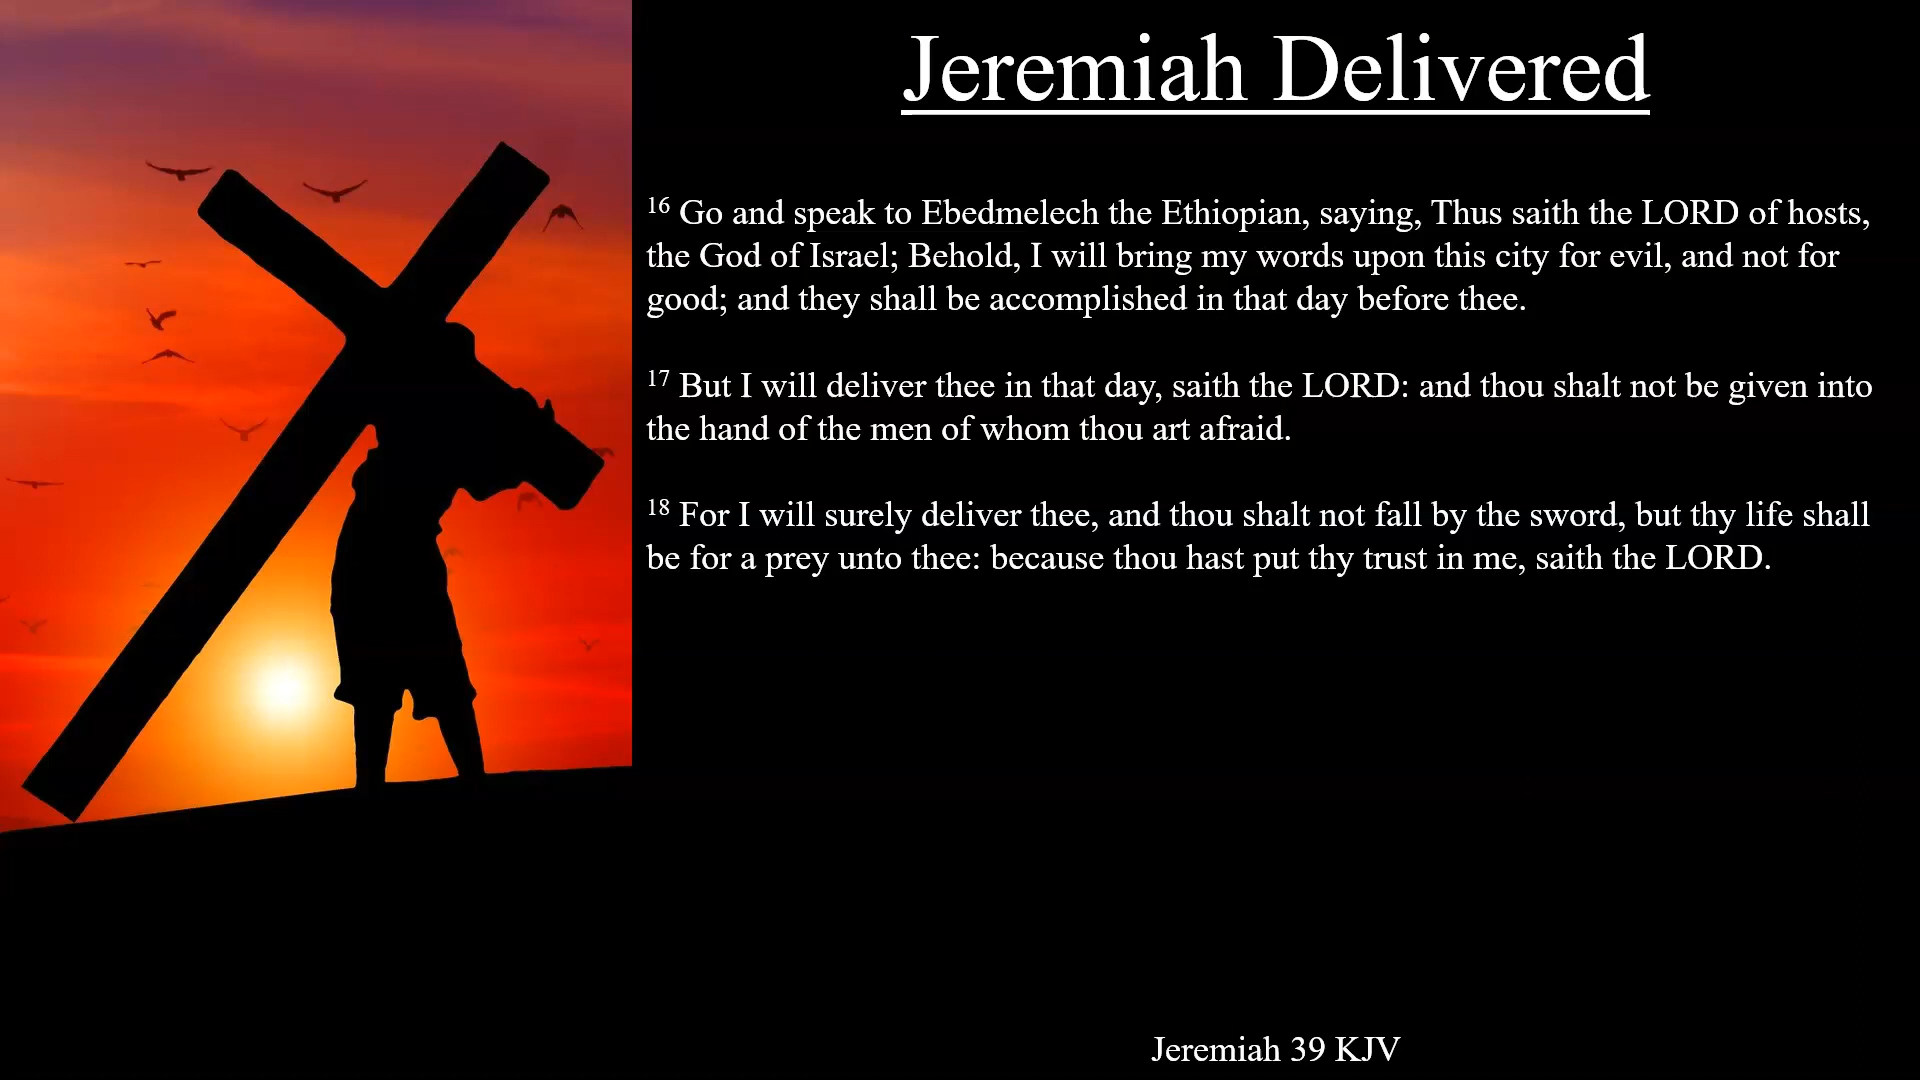 Jeremiah Delivered
16 Go and speak to Ebedmelech the Ethiopian, saying, Thus saith the LORD of hosts,
the God of Israel; Behold, I will bring my words upon this city for evil, and not for
good; and they shall be accomplished in that day before thee.
17 But I will deliver thee in that day, saith the LORD: and thou shalt not be given into
the hand of the men of whom thou art afraid.
18 For I will surely deliver thee, and thou shalt not fall by the sword, but thy life shall
be for a prey unto thee: because thou hast put thy trust in me, saith the LORD.
Jeremiah 39 KJV